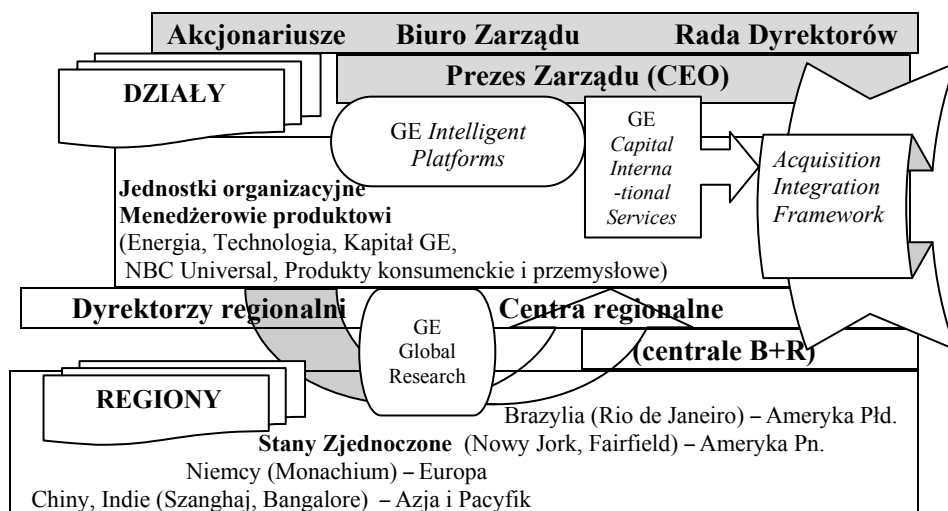 Akcjonariusze Biuro Zarządu Rada Dyrektorów
Prezes Zarządu (CEO)
DZIAŁY
GE Intelligent
Platforms
GE
Capital
Interna
-tional
Services
Acquisition
Integration
Framework
Jednostki organizacyjne
Menedżerowie produktowi
(Energia, Technologia, Kapitał GE,
NBC Universal, Produkty konsumenckie i przemysłowe)
Dyrektorzy regionalni Centra regionalne
GE
Global
Research
(centrale B+R)
REGIONY
Brazylia (Rio de Janeiro) – Ameryka Płd.
Stany Zjednoczone (Nowy Jork, Fairfield) – Ameryka Pn.
Niemcy (Monachium) – Europa
Chiny, Indie (Szanghaj, Bangalore) – Azja i Pacyfik